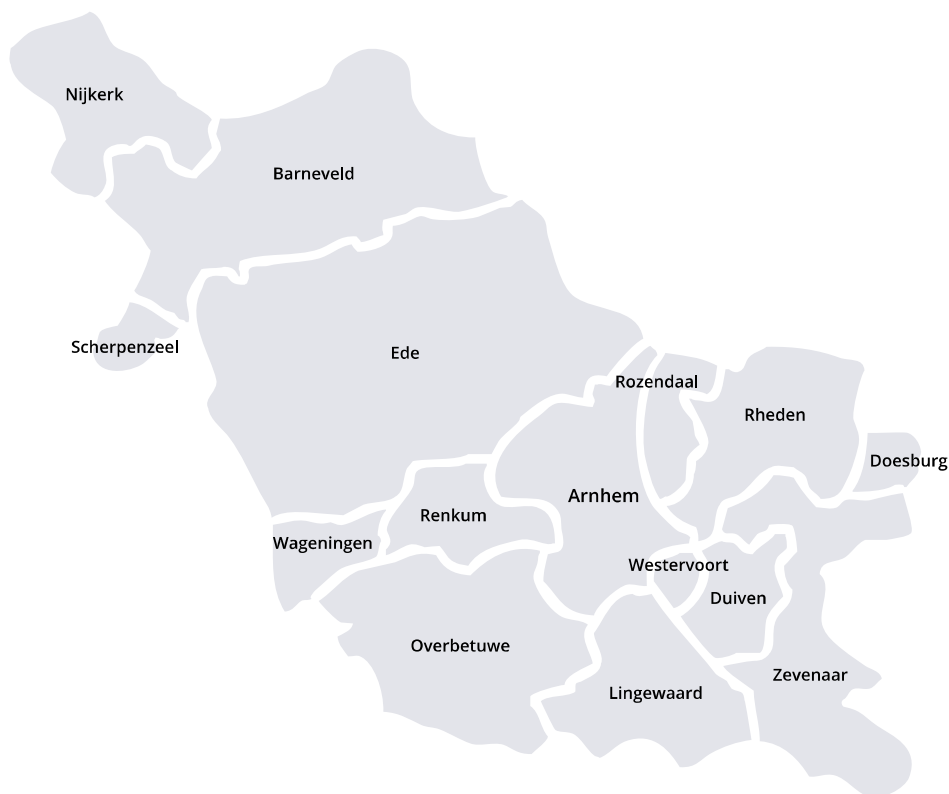 Nijkerk
Barneveld
Scherpenzeel
Ede
Rozendaal
Rheden
Doesburg
Arnhem
Renkum
Wageningen
Westervoort
Duiven
Overbetuwe
Zevenaar
Lingewaard